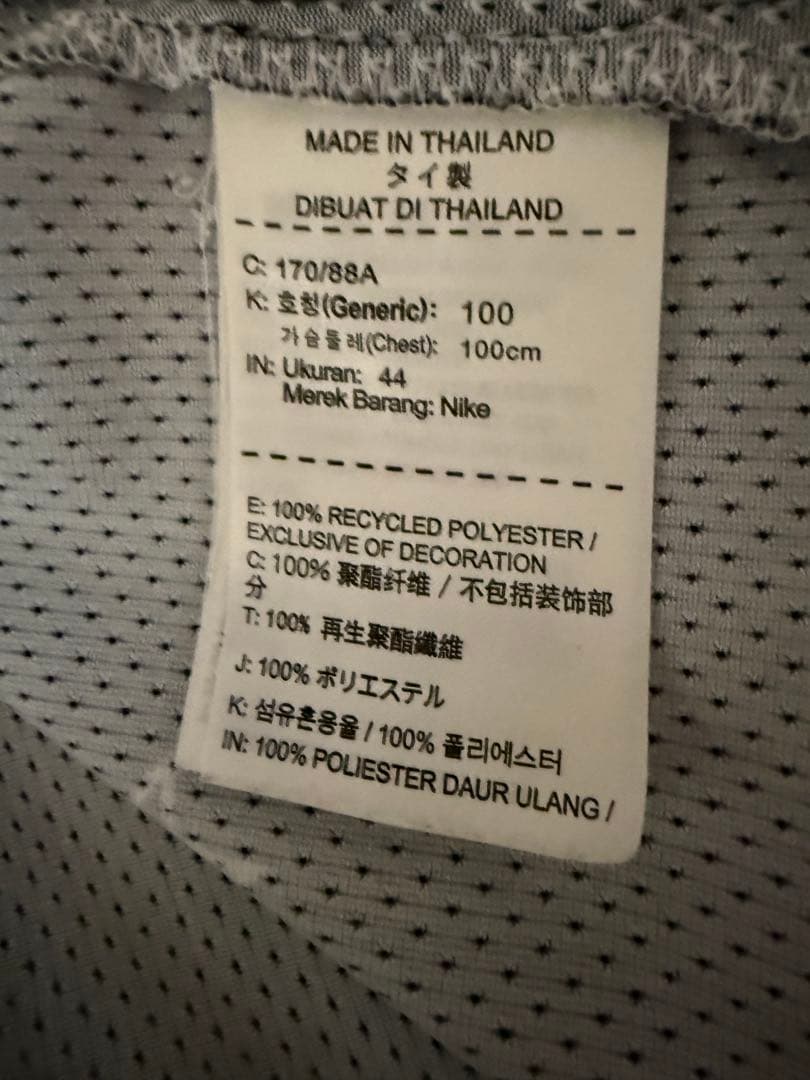 MADE IN THAILAND
タイ製
DIBUAT DI THAILAND
C: 170/88A
K: 호칭(Generic): 100
가슴둘레(Chest): 100cm
IN: Ukuran: 44
Merek Barang: Nike
E: 100% RECYCLED POLYESTER /
EXCLUSIVE OF DECORATION
C: 100% 聚酯纤维 / 不包括装饰部
分
T: 100% 再生聚酯纖維
J: 100% ポリエステル
K: 섬유혼용율 / 100% 폴리에스터
IN: 100% POLIESTER DAUR ULANG /